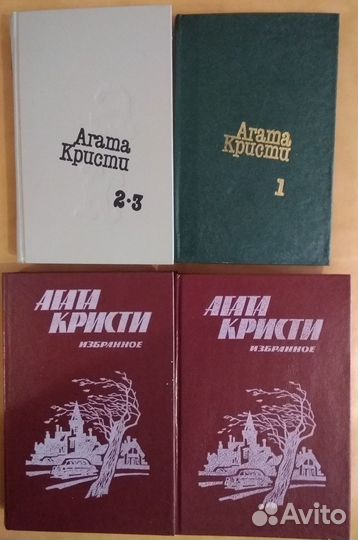 Агата
Кристи
2·3
Агата
Кристи
1
АГАТА
КРИСТИ
ИЗБРАННОЕ
АГАТА
КРИСТИ
ИЗБРАННОЕ
Avito